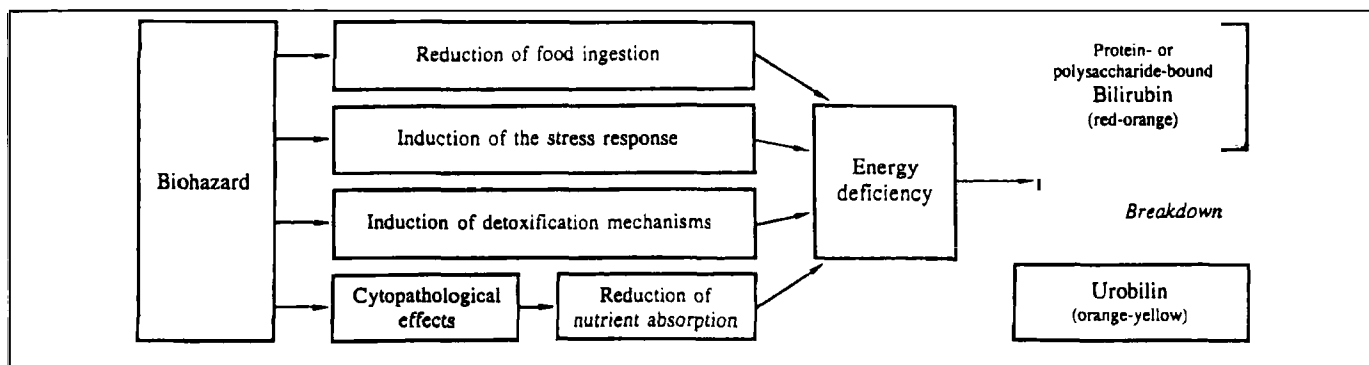 Biohazard
Reduction of food ingestion
Induction of the stress response
Induction of detoxification mechanisms
Cytopathological
effects
Reduction of
nutrient absorption
Energy
deficiency
Protein- or
polysaccharide-bound
Bilirubin
(red-orange)
Breakdown
Urobilin
(orange-yellow)